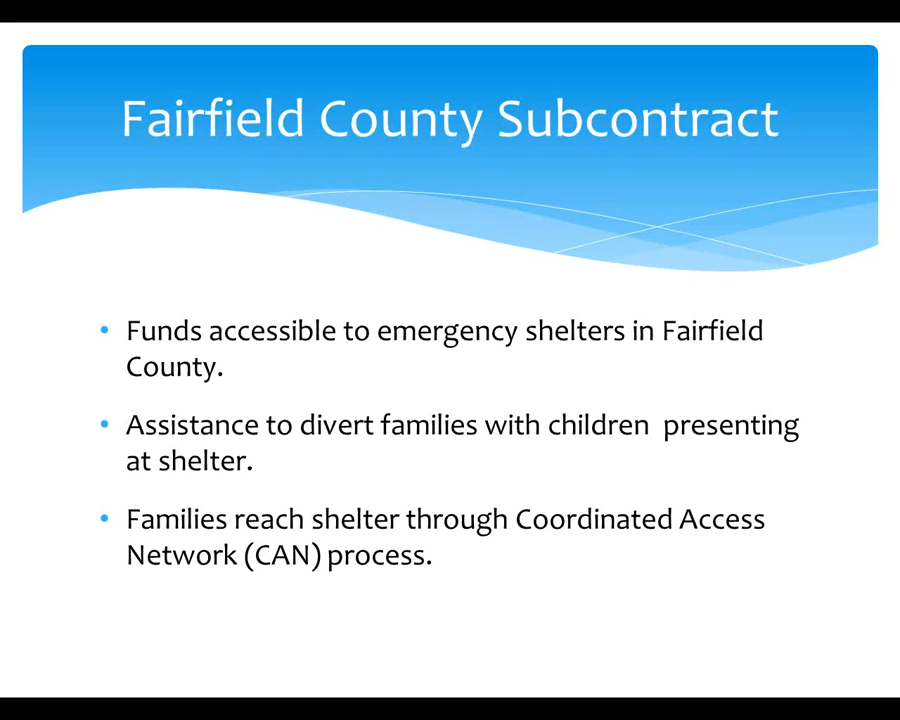 Fairfield County Subcontract
• Funds accessible to emergency shelters in Fairfield
County.
• Assistance to divert families with children  presenting
at shelter.
• Families reach shelter through Coordinated Access
Network (CAN) process.